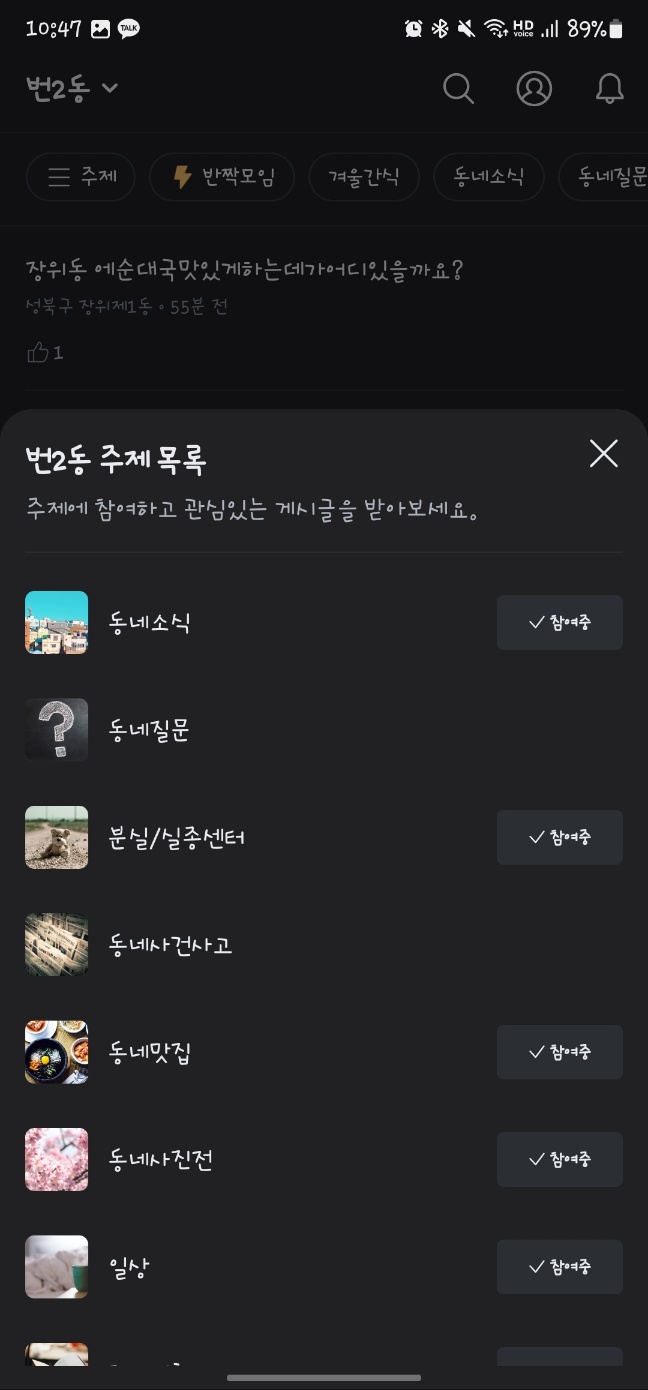 10:47 TALK HD voice 89%
번2동
주제 반짝모임 겨울간식 동네소식 동네질문
장위동 에순대국맛있게하는데가어디있을까요?
성북구 장위제1동 • 55분 전
1
번2동 주제 목록
주제에 참여하고 관심있는 게시글을 받아보세요.
동네소식 참여중
동네질문
분실/실종센터 참여중
동네사건사고
동네맛집 참여중
동네사진전 참여중
일상 참여중